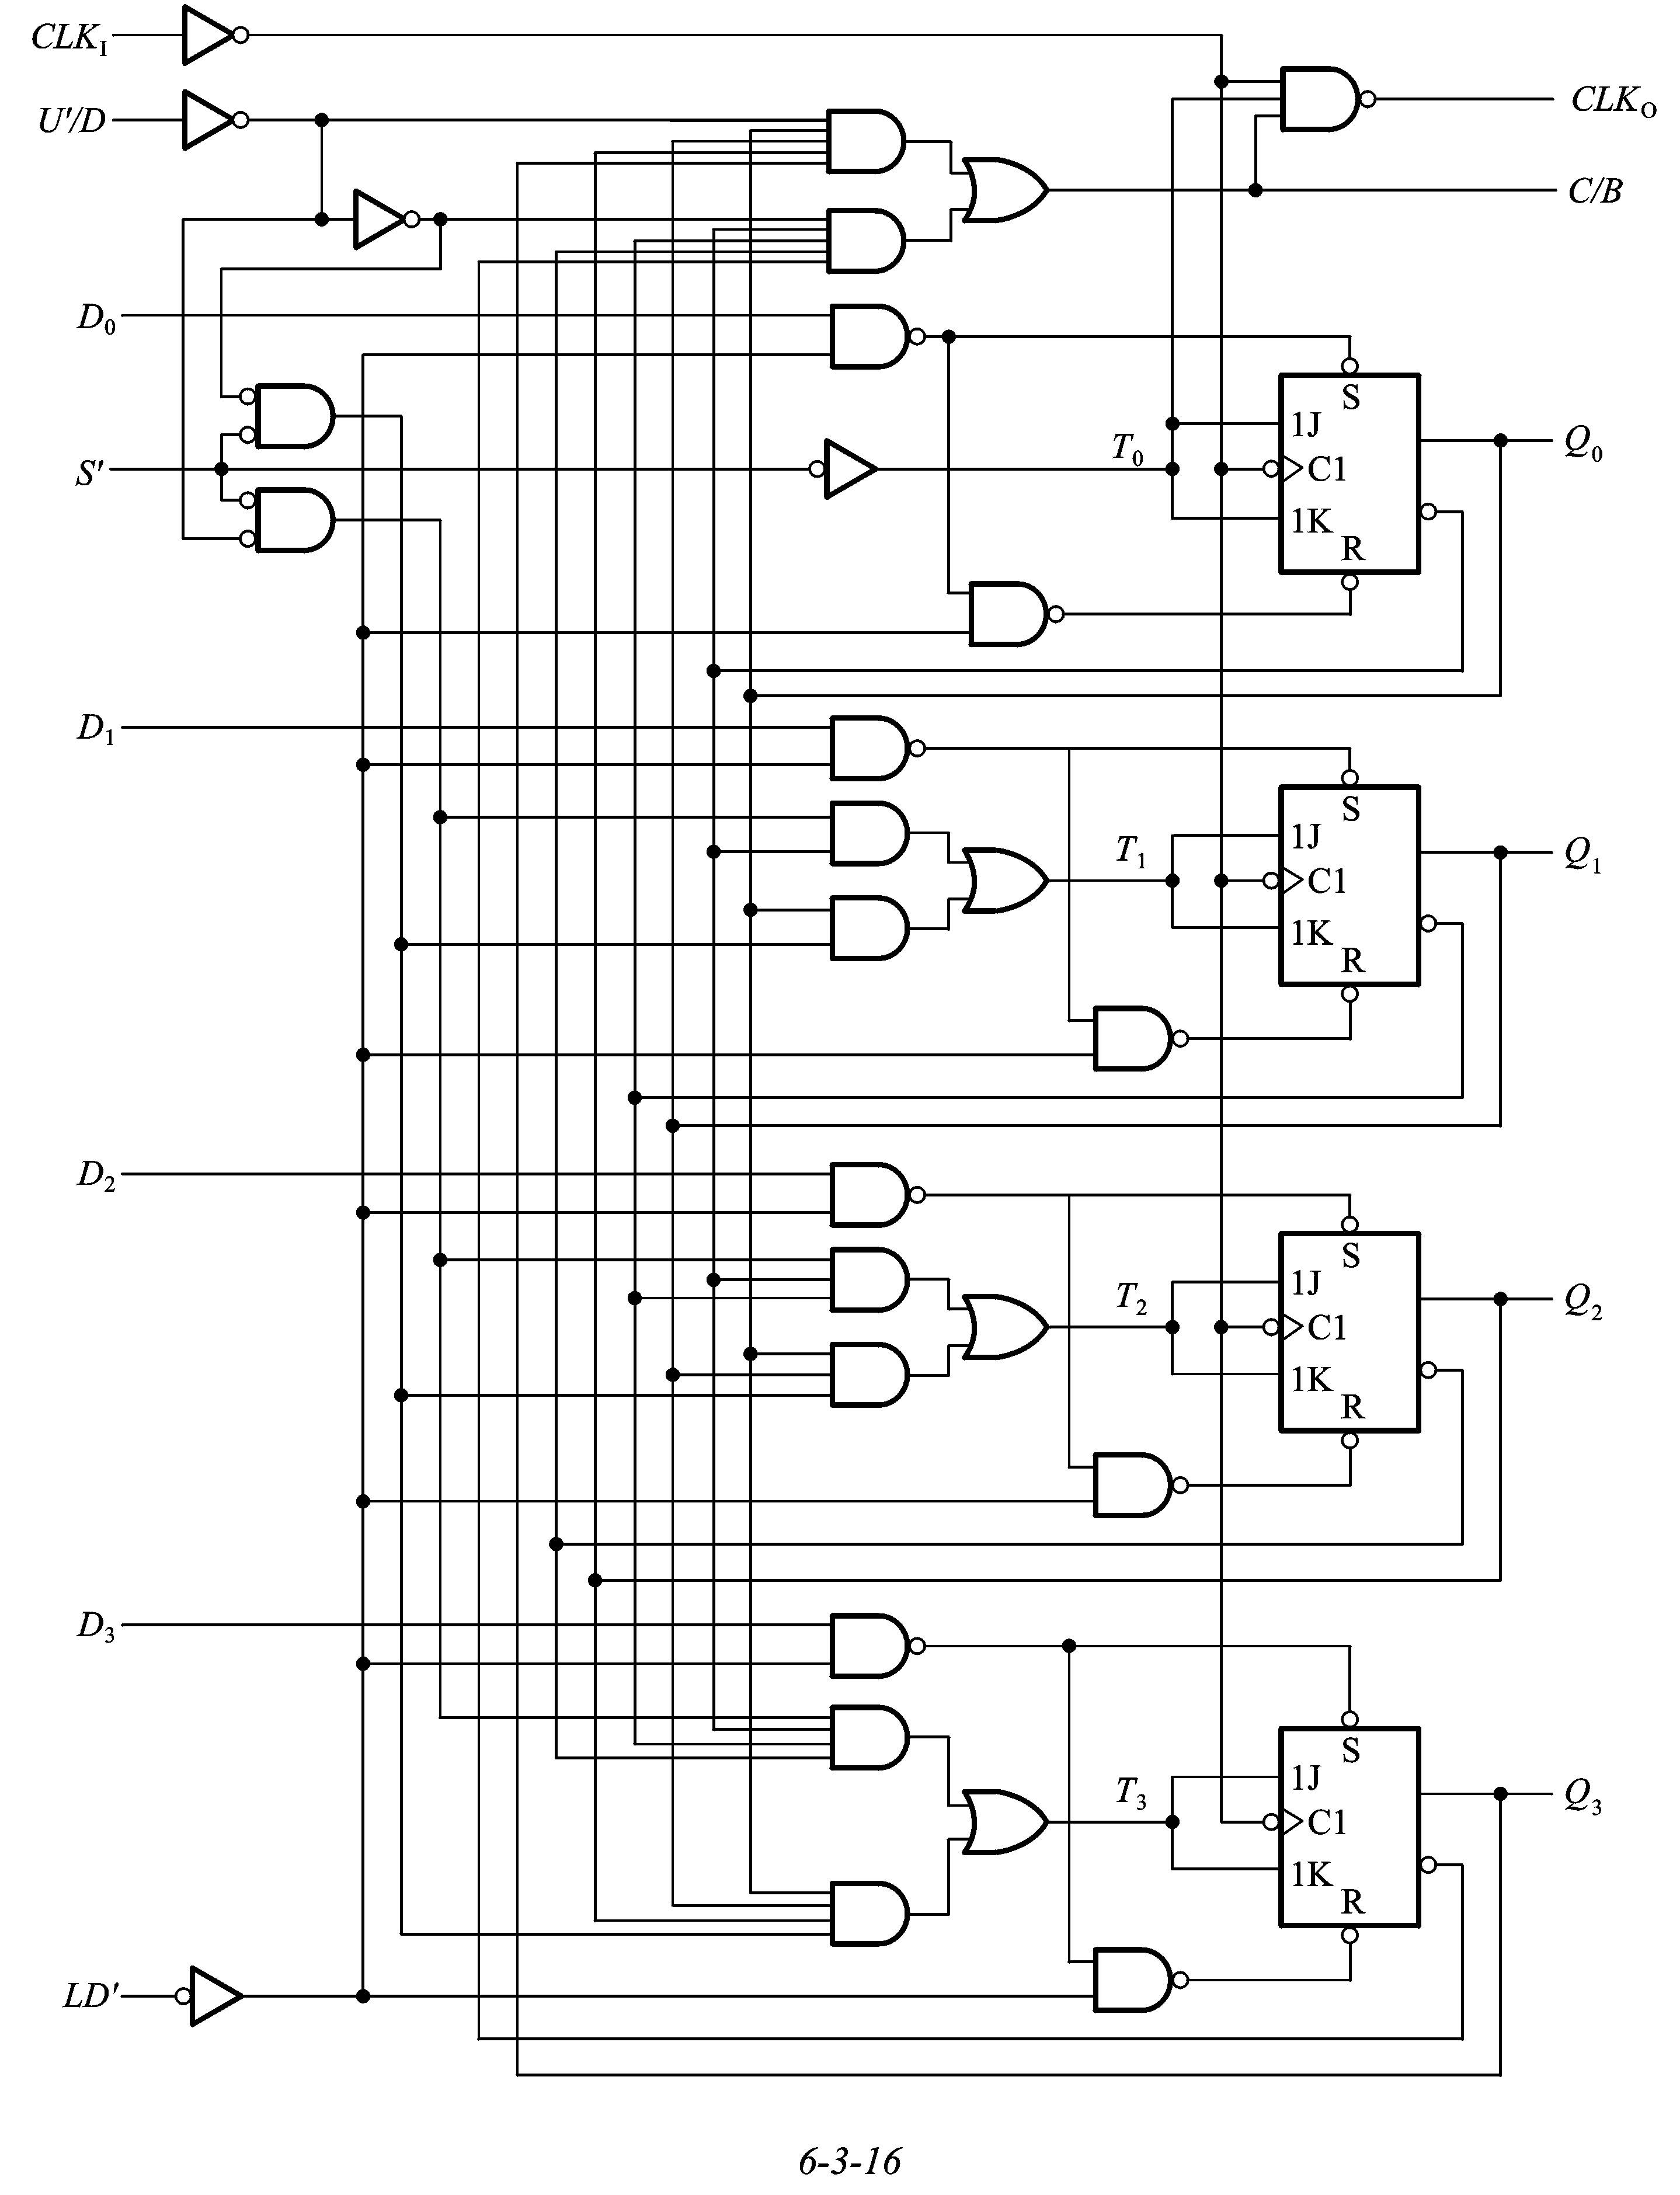 CLK_I
U'/D
CLK_O
C/B
D_0
S'
T_0
S
1J
C1
1K
R
Q_0
D_1
T_1
S
1J
C1
1K
R
Q_1
D_2
T_2
S
1J
C1
1K
R
Q_2
D_3
T_3
S
1J
C1
1K
R
Q_3
LD'
6-3-16